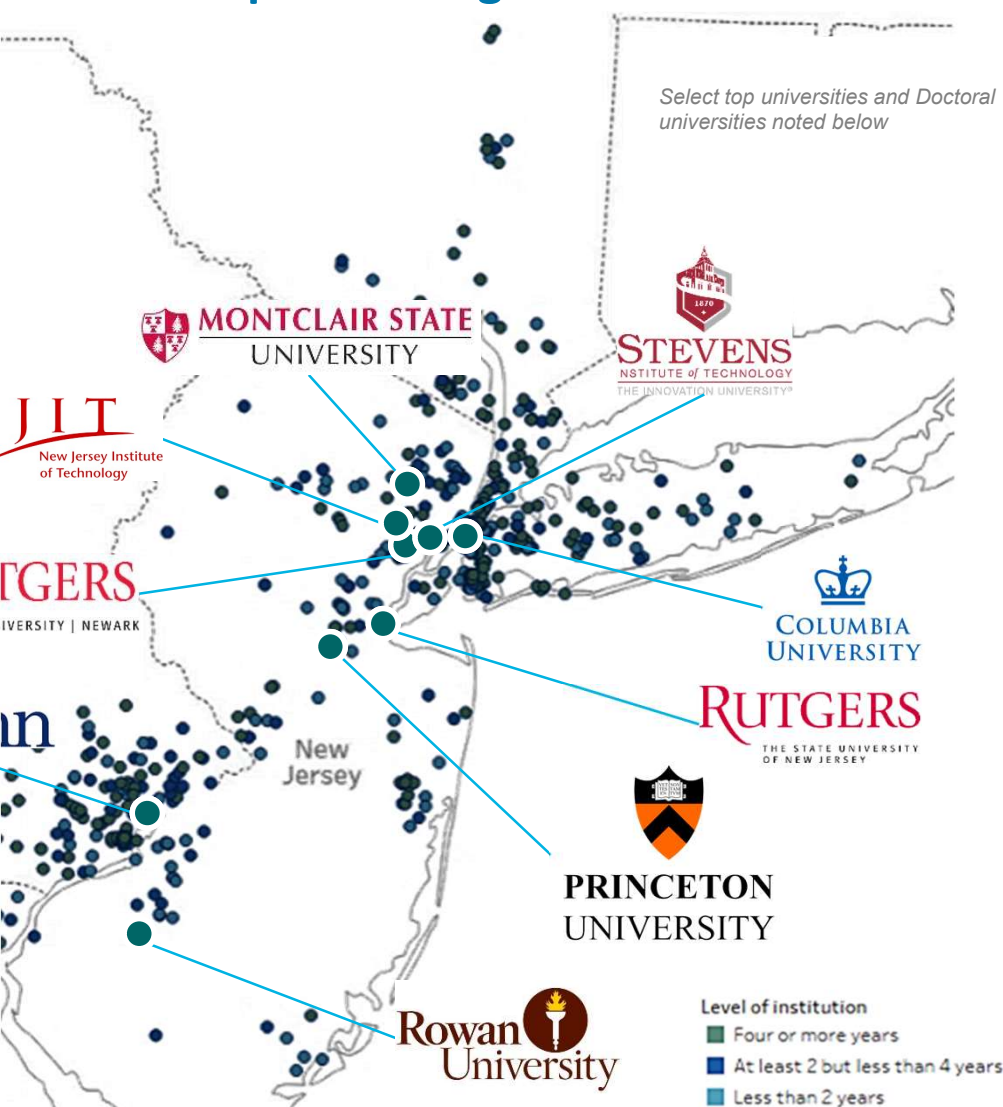 Select top universities and Doctoral
universities noted below
MONTCLAIR STATE
UNIVERSITY
1870
STEVENS
NSTITUTE of TECHNOLOGY
THE INNOVATION UNIVERSITY®
JIT
New Jersey Institute
of Technology
TGERS
IVERSITY | NEWARK
COLUMBIA
UNIVERSITY
RUTGERS
THE STATE UNIVERSITY
OF NEW JERSEY
New
Jersey
PRINCETON
UNIVERSITY
Rowan
University
Level of institution
Four or more years
At least 2 but less than 4 years
Less than 2 years